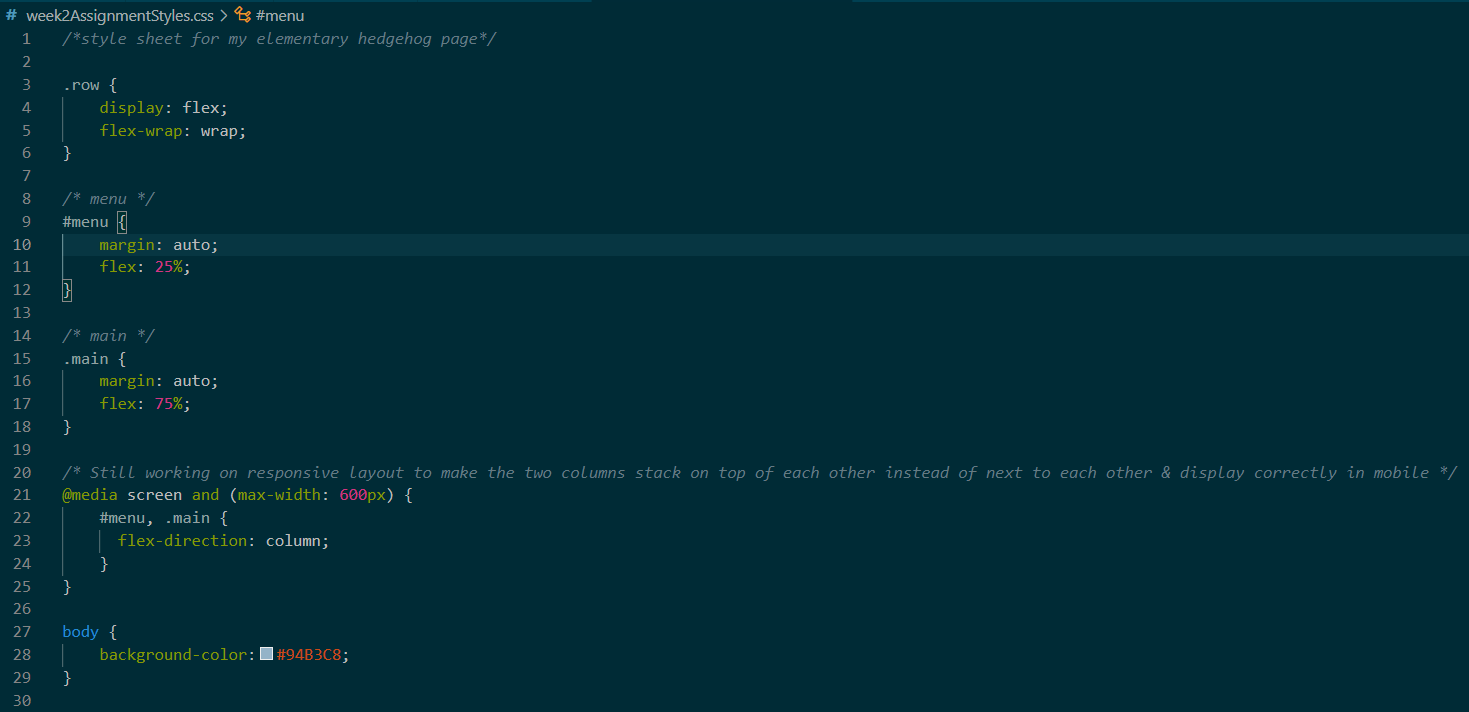 # week2AssignmentStyles.css > #menu
1 /*style sheet for my elementary hedgehog page*/
2
3 .row {
4     display: flex;
5     flex-wrap: wrap;
6 }
7
8 /* menu */
9 #menu {
10     margin: auto;
11     flex: 25%;
12 }
13
14 /* main */
15 .main {
16     margin: auto;
17     flex: 75%;
18 }
19
20 /* Still working on responsive layout to make the two columns stack on top of each other instead of next to each other & display correctly in mobile */
21 @media screen and (max-width: 600px) {
22     #menu, .main {
23       flex-direction: column;
24     }
25 }
26
27 body {
28     background-color: #94B3C8;
29 }
30